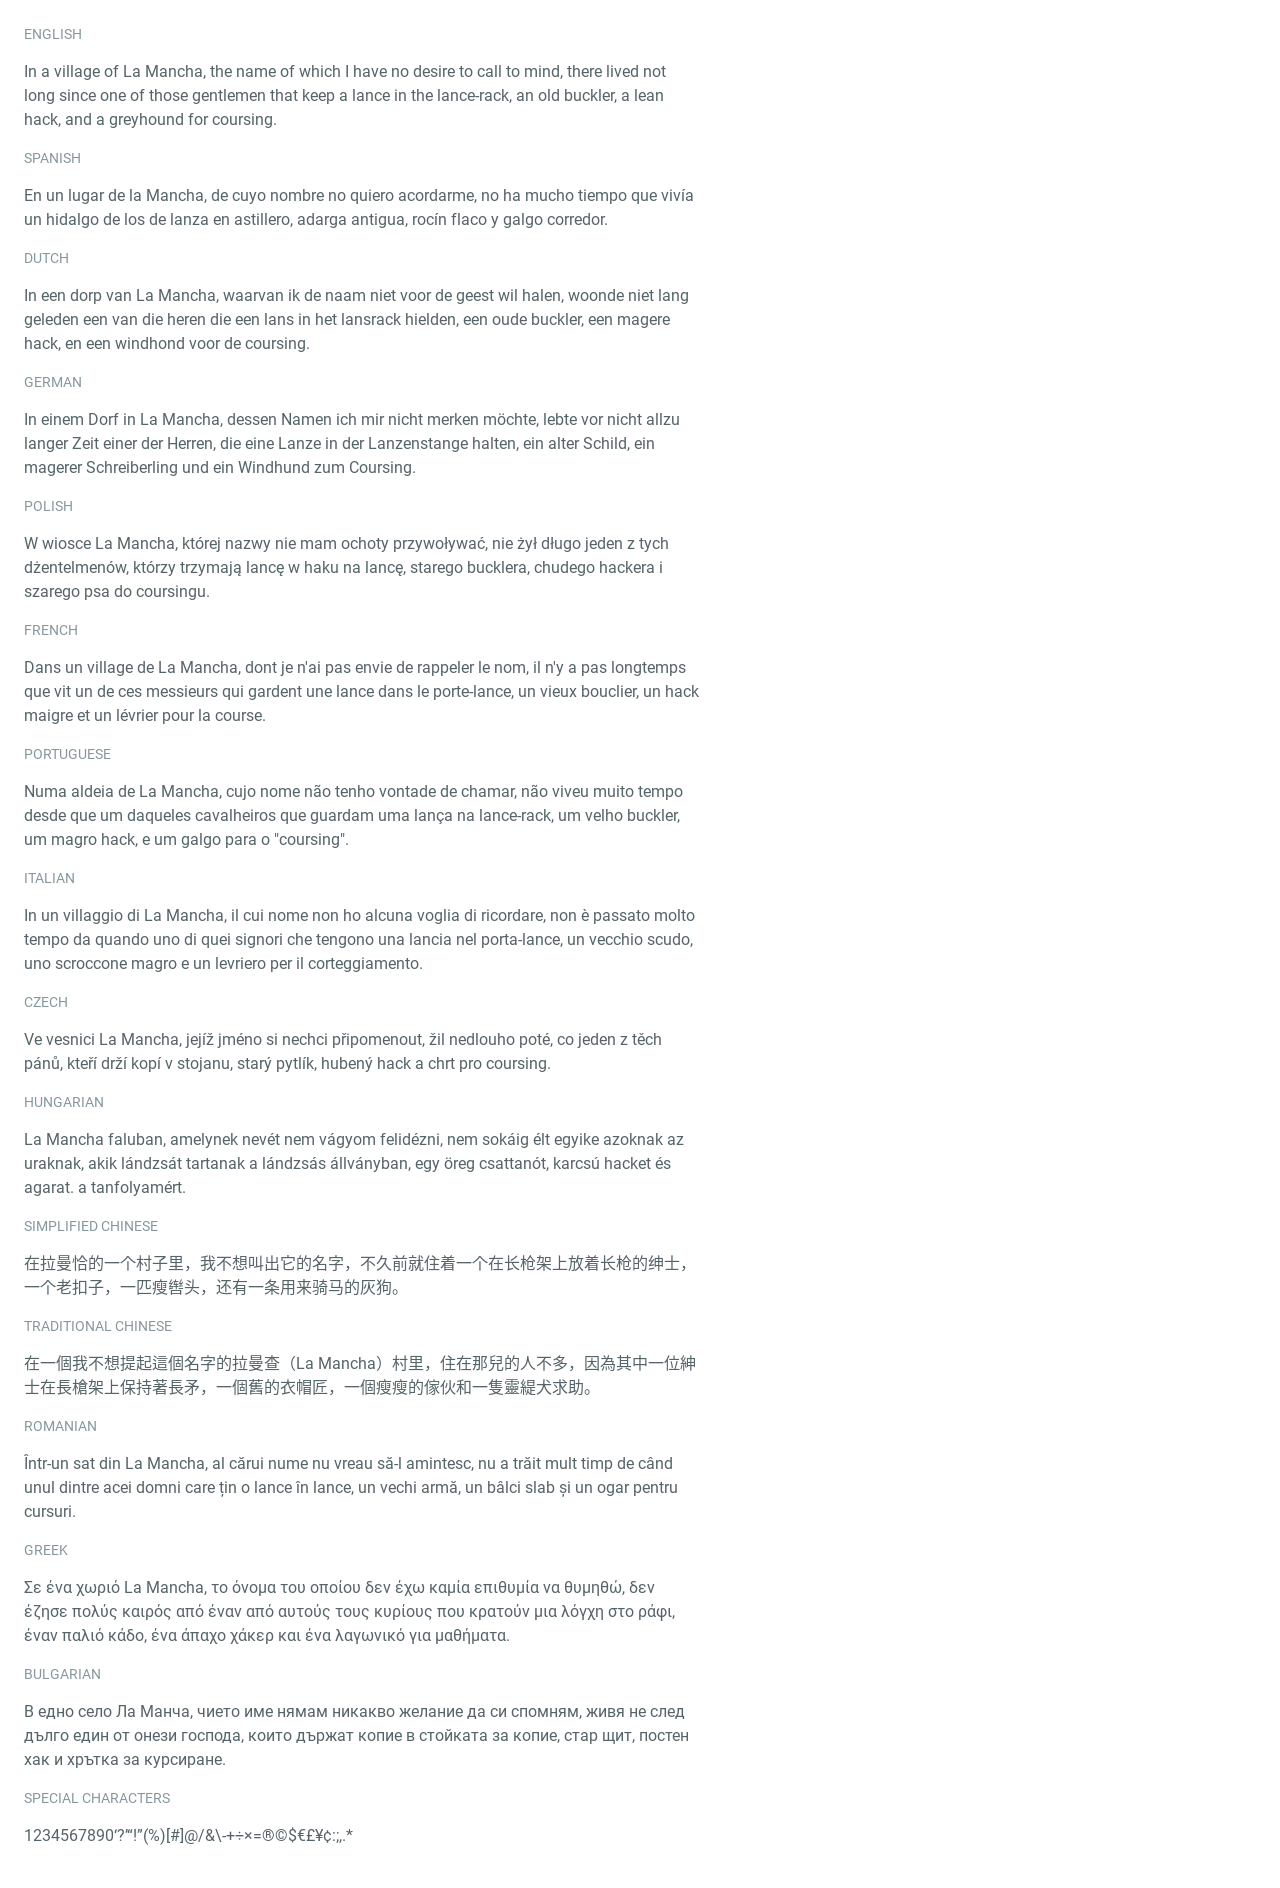 ENGLISH
In a village of La Mancha, the name of which I have no desire to call to mind, there lived not
long since one of those gentlemen that keep a lance in the lance-rack, an old buckler, a lean
hack, and a greyhound for coursing.
SPANISH
En un lugar de la Mancha, de cuyo nombre no quiero acordarme, no ha mucho tiempo que vivía
un hidalgo de los de lanza en astillero, adarga antigua, rocín flaco y galgo corredor.
DUTCH
In een dorp van La Mancha, waarvan ik de naam niet voor de geest wil halen, woonde niet lang
geleden een van die heren die een lans in het lansrack hielden, een oude buckler, een magere
hack, en een windhond voor de coursing.
GERMAN
In einem Dorf in La Mancha, dessen Namen ich mir nicht merken möchte, lebte vor nicht allzu
langer Zeit einer der Herren, die eine Lanze in der Lanzenstange halten, ein alter Schild, ein
magerer Schreiberling und ein Windhund zum Coursing.
POLISH
W wiosce La Mancha, której nazwy nie mam ochoty przywoływać, nie żył długo jeden z tych
dżentelmenów, którzy trzymają lancę w haku na lancę, starego bucklera, chudego hackera i
szarego psa do coursingu.
FRENCH
Dans un village de La Mancha, dont je n'ai pas envie de rappeler le nom, il n'y a pas longtemps
que vit un de ces messieurs qui gardent une lance dans le porte-lance, un vieux bouclier, un hack
maigre et un lévrier pour la course.
PORTUGUESE
Numa aldeia de La Mancha, cujo nome não tenho vontade de chamar, não viveu muito tempo
desde que um daqueles cavalheiros que guardam uma lança na lance-rack, um velho buckler,
um magro hack, e um galgo para o "coursing".
ITALIAN
In un villaggio di La Mancha, il cui nome non ho alcuna voglia di ricordare, non è passato molto
tempo da quando uno di quei signori che tengono una lancia nel porta-lance, un vecchio scudo,
uno scroccone magro e un levriero per il corteggiamento.
CZECH
Ve vesnici La Mancha, jejíž jméno si nechci připomenout, žil nedlouho poté, co jeden z těch
pánů, kteří drží kopí v stojanu, starý pytlík, hubený hack a chrt pro coursing.
HUNGARIAN
La Mancha faluban, amelynek nevét nem vágyom felidézni, nem sokáig élt egyike azoknak az
uraknak, akik lándzsát tartanak a lándzsás állványban, egy öreg csattanót, karcsú hacket és
agarat. a tanfolyamért.
SIMPLIFIED CHINESE
在拉曼恰的一个村子里，我不想叫出它的名字，不久前就住着一个在长枪架上放着长枪的绅士，
一个老扣子，一匹瘦辔头，还有一条用来骑马的灰狗。
TRADITIONAL CHINESE
在一個我不想提起這個名字的拉曼查（La Mancha）村里，住在那兒的人不多，因為其中一位紳
士在長槍架上保持著長矛，一個舊的衣帽匠，一個瘦瘦的傢伙和一隻靈緹犬求助。
ROMANIAN
Într-un sat din La Mancha, al cărui nume nu vreau să-l amintesc, nu a trăit mult timp de când
unul dintre acei domni care țin o lance în lance, un vechi armă, un bâlci slab și un ogar pentru
cursuri.
GREEK
Σε ένα χωριό La Mancha, το όνομα του οποίου δεν έχω καμία επιθυμία να θυμηθώ, δεν
έζησε πολύς καιρός από έναν από αυτούς τους κυρίους που κρατούν μια λόγχη στο ράφι,
έναν παλιό κάδο, ένα άπαχο χάκερ και ένα λαγωνικό για μαθήματα.
BULGARIAN
В едно село Ла Манча, чието име нямам никакво желание да си спомням, живя не след
дълго един от онези господа, които държат копие в стойката за копие, стар щит, постен
хак и хрътка за курсиране.
SPECIAL CHARACTERS
1234567890‘?’“!”(%)[#]@/&\-+÷×=®©$€£¥¢:;,.*